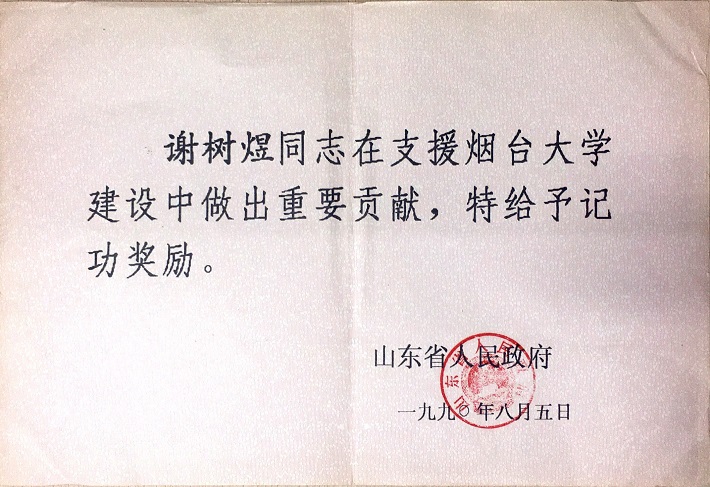 谢树煜同志在支援烟台大学
建设中做出重要贡献，特给予记
功奖励。
山东省人民政府
一九九〇年八月五日